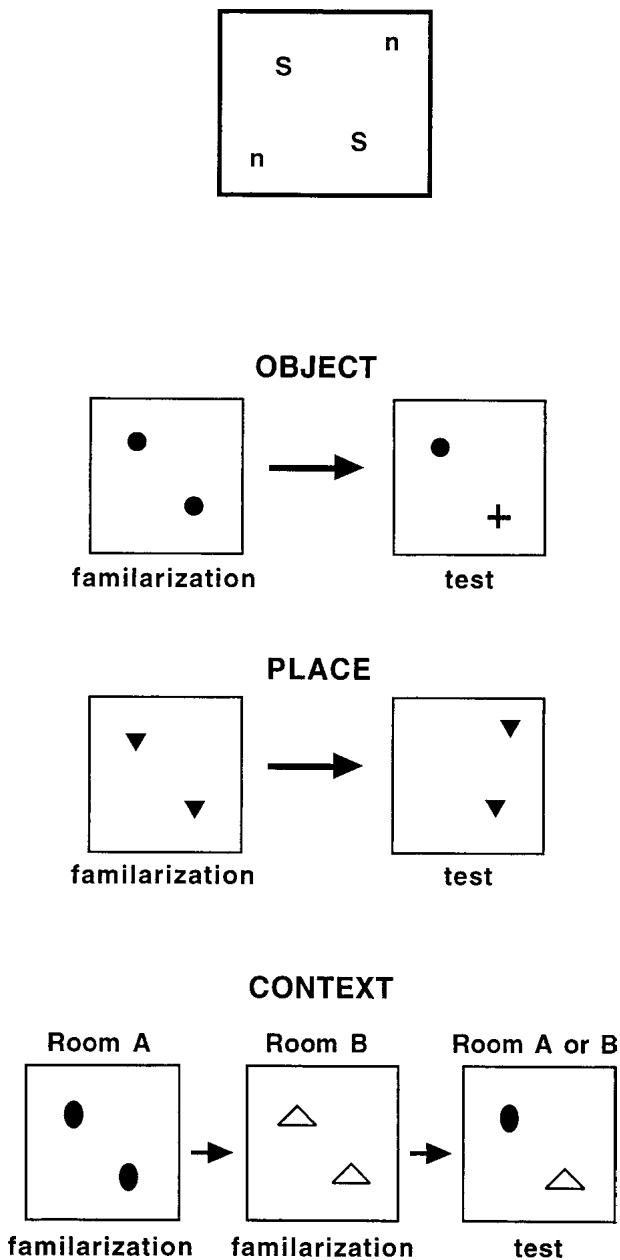 n
S
S
n
OBJECT
familarization test
PLACE
familarization test
CONTEXT
Room A Room B Room A or B
familarization familarization test